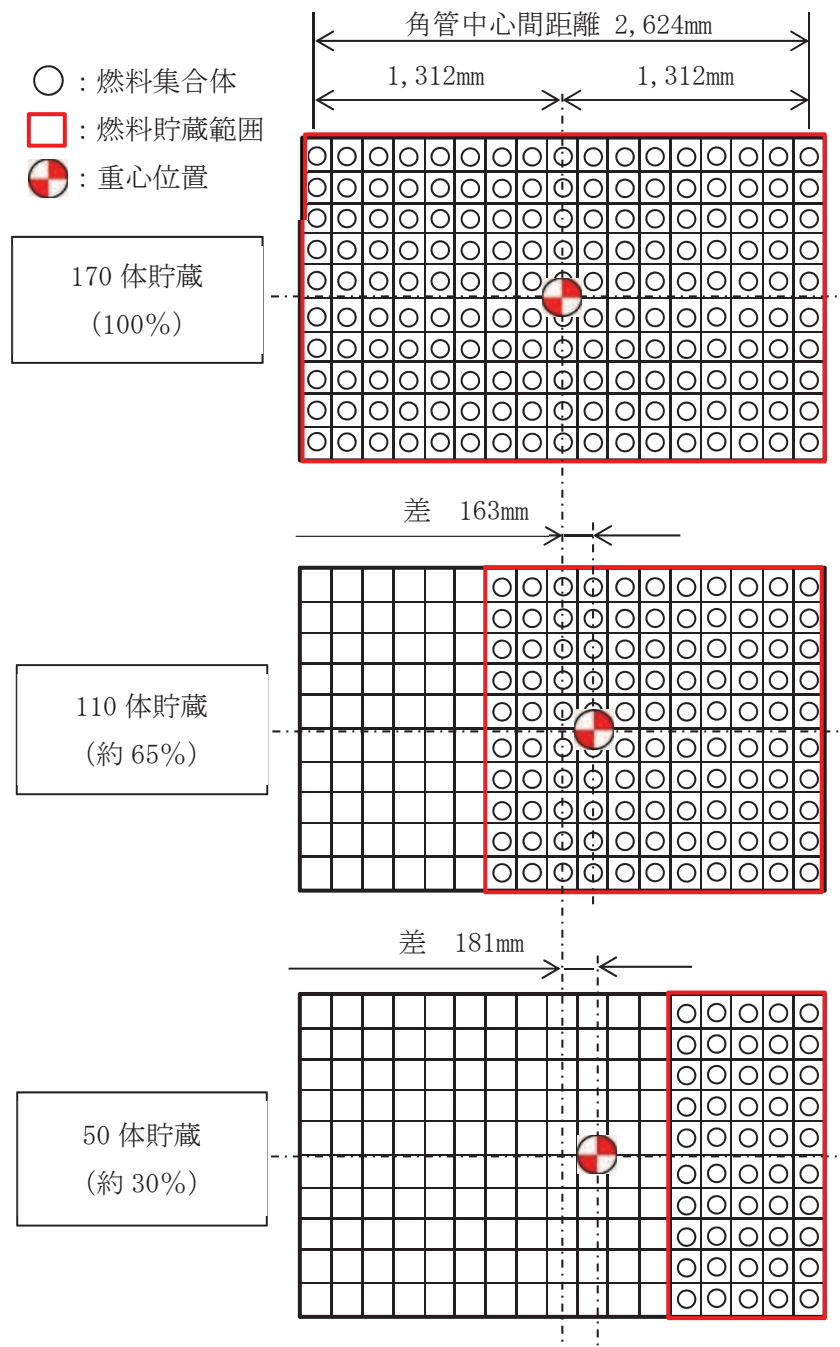 角管中心間距離 2,624mm
1,312mm 1,312mm
:燃料集合体
:燃料貯蔵範囲
:重心位置
170 体貯蔵
(100%)
差 163mm
110 体貯蔵
(約 65%)
差 181mm
50 体貯蔵
(約 30%)